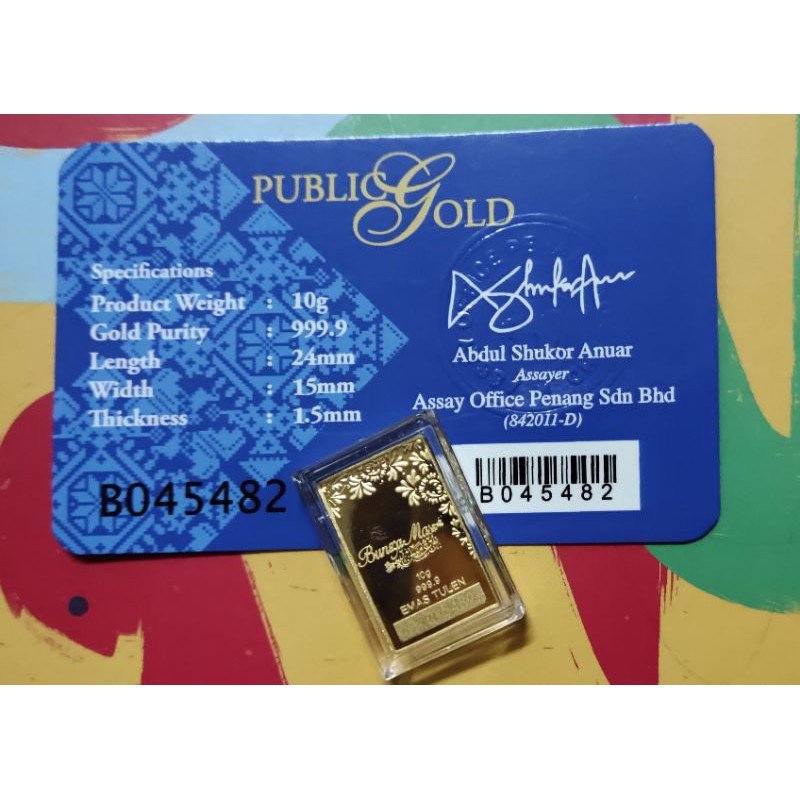 PUBLIC GOLD
Specifications
Product Weight : 10g
Gold Purity : 999.9
Length : 24mm
Width : 15mm
Thickness : 1.5mm
B045482
Abdul Shukor Anuar
Assayer
Assay Office Penang Sdn Bhd
(842011-D)
B045482
Bunga Mas
10g
999.9
EMAS TULEN